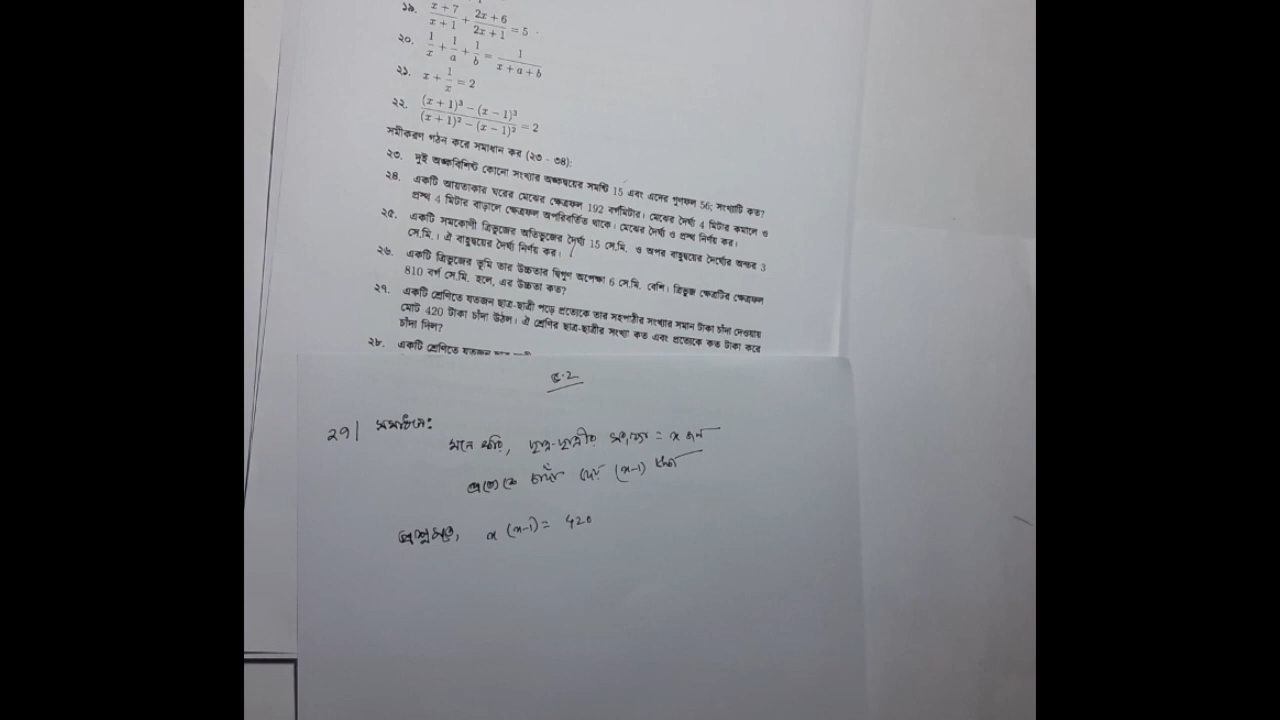 ১৯. (x+7)/(x+1) + (2x+6)/(2x+1) = 5
২০. 1/x + 1/a + 1/b = 1/(x+a+b)
২১. x + 1/x = 2
২২. ((x+1)³ − (x−1)³)/((x+1)² − (x−1)²) = 2
সমীকরণ গঠন করে সমাধান কর (২৩ - ৩৪):
২৩. দুই অঙ্কবিশিষ্ট কোনো সংখ্যার অঙ্কদ্বয়ের সমষ্টি 15 এবং এদের গুণফল 56; সংখ্যাটি কত?
২৪. একটি আয়তাকার ঘরের মেঝের ক্ষেত্রফল 192 বর্গমিটার। মেঝের দৈর্ঘ্য 4 মিটার কমালে ও
প্রস্থ 4 মিটার বাড়ালে ক্ষেত্রফল অপরিবর্তিত থাকে। মেঝের দৈর্ঘ্য ও প্রস্থ নির্ণয় কর।
২৫. একটি সমকোণী ত্রিভুজের অতিভুজের দৈর্ঘ্য 15 সে.মি. ও অপর বাহুদ্বয়ের দৈর্ঘ্যের অন্তর 3
সে.মি.। ঐ বাহুদ্বয়ের দৈর্ঘ্য নির্ণয় কর।
২৬. একটি ত্রিভুজের ভূমি তার উচ্চতার দ্বিগুণ অপেক্ষা 6 সে.মি. বেশি। ত্রিভুজ ক্ষেত্রটির ক্ষেত্রফল
810 বর্গ সে.মি. হলে, এর উচ্চতা কত?
২৭. একটি শ্রেণিতে যতজন ছাত্র-ছাত্রী পড়ে প্রত্যেকে তার সহপাঠীর সংখ্যার সমান টাকা চাঁদা দেওয়ায়
মোট 420 টাকা চাঁদা উঠল। ঐ শ্রেণির ছাত্র-ছাত্রীর সংখ্যা কত এবং প্রত্যেকে কত টাকা করে
চাঁদা দিল?
২৮. একটি শ্রেণিতে যতজন
৫.2
২৭| সমাধান:
মনে করি, ছাত্র-ছাত্রীর সংখ্যা = x জন
প্রত্যেকে চাঁদা দেয় (x-1) টাকা
প্রশ্নমতে, x (x-1) = 420